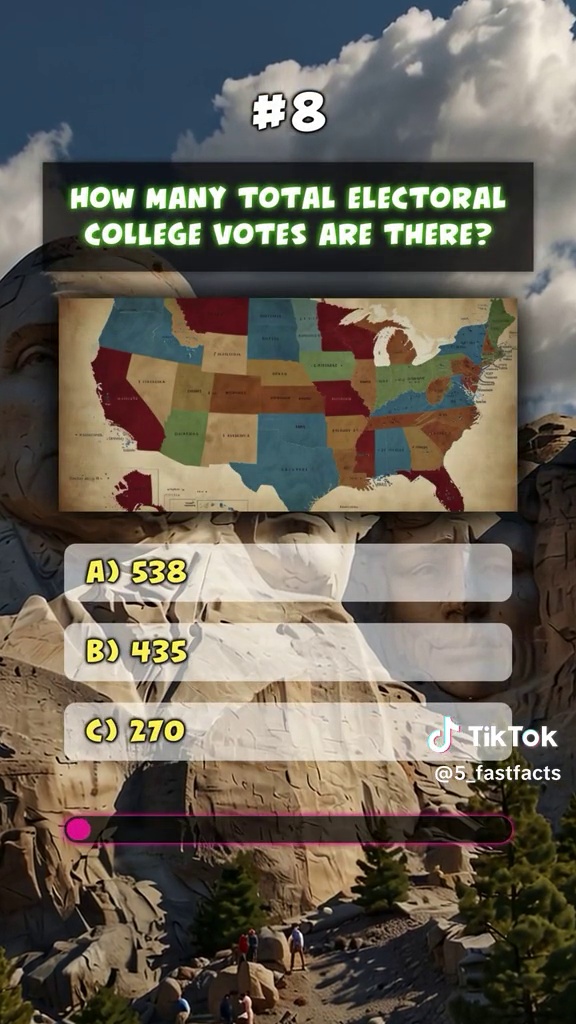 #8
HOW MANY TOTAL ELECTORAL
COLLEGE VOTES ARE THERE?
A) 538
B) 435
C) 270
TikTok
@5_fastfacts